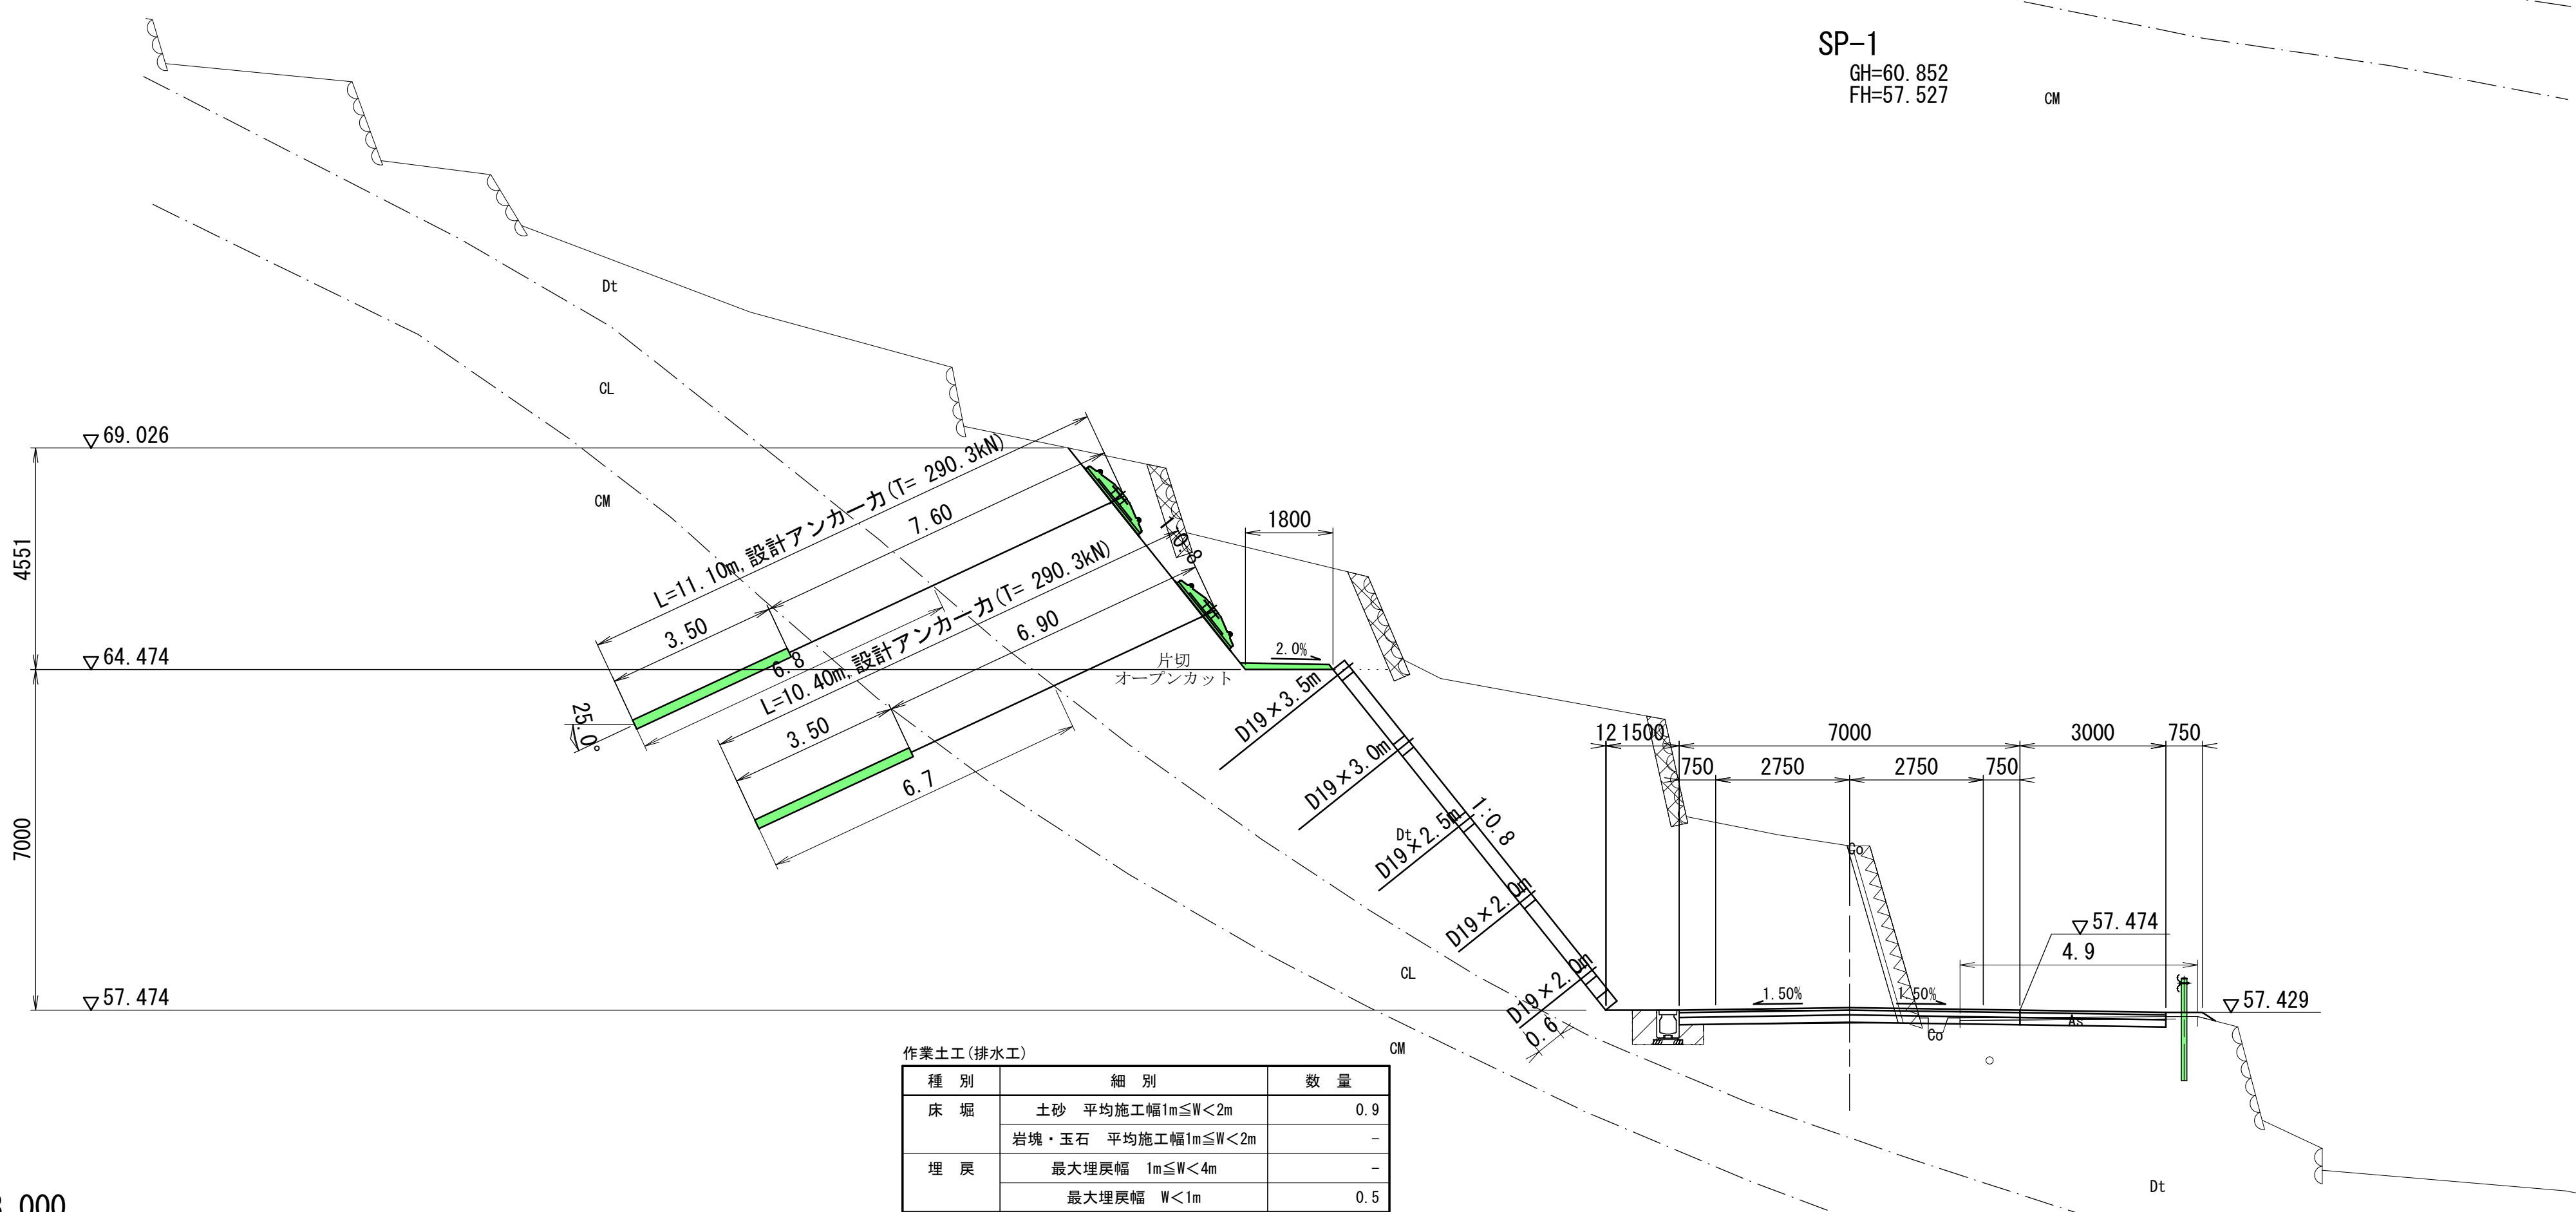 SP-1
GH=60.852
FH=57.527
CM
Dt
CL
CM
69.026
4551
64.474
7000
57.474
L=11.10m,設計アンカー力(T= 290.3kN)
7.60
3.50
6.8
L=10.40m,設計アンカー力(T= 290.3kN)
6.90
3.50
6.7
25.0°
1:0.8
1800
2.0%
片切
オープンカット
D19×3.5m
D19×3.0m
D19×2.5m
D19×2.0m
D19×2.0m
0.6
1:0.8
Dt
CL
CM
12
1500
7000
3000
750
750
2750
2750
750
Co
57.474
4.9
1.50%
1.50%
As
Co
57.429
Dt
作業土工(排水工)
種 別 細 別 数 量
床 堀 土砂 平均施工幅1m≦W<2m 0.9
岩塊・玉石 平均施工幅1m≦W<2m -
埋 戻 最大埋戻幅 1m≦W<4m -
最大埋戻幅 W<1m 0.5
.000